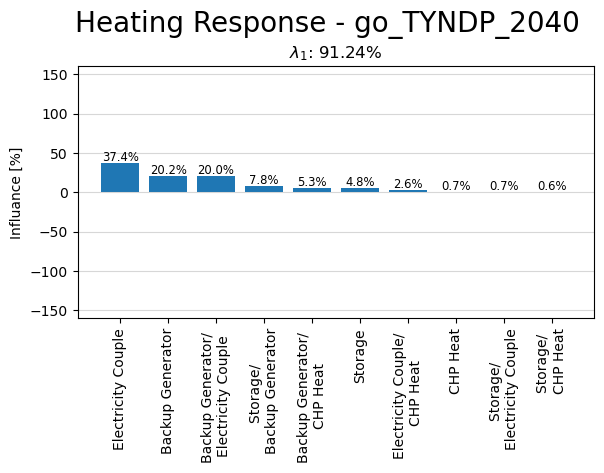 Heating Response - go_TYNDP_2040
λ1: 91.24%
Influance [%]
150
100
50
0
−50
−100
−150
37.4%
20.2%
20.0%
7.8%
5.3%
4.8%
2.6%
0.7%
0.7%
0.6%
Electricity Couple
Backup Generator
Backup Generator/
Electricity Couple
Storage/
Backup Generator
Backup Generator/
CHP Heat
Storage
Electricity Couple/
CHP Heat
CHP Heat
Storage/
Electricity Couple
Storage/
CHP Heat